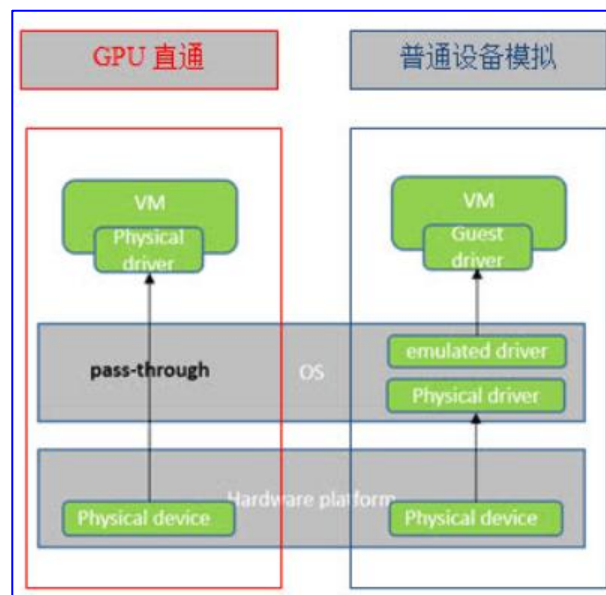 GPU 直通
普通设备模拟
VM
Physical
driver
VM
Guest
driver
pass-through
OS
emulated driver
Physical driver
Hardware platform
Physical device
Physical device